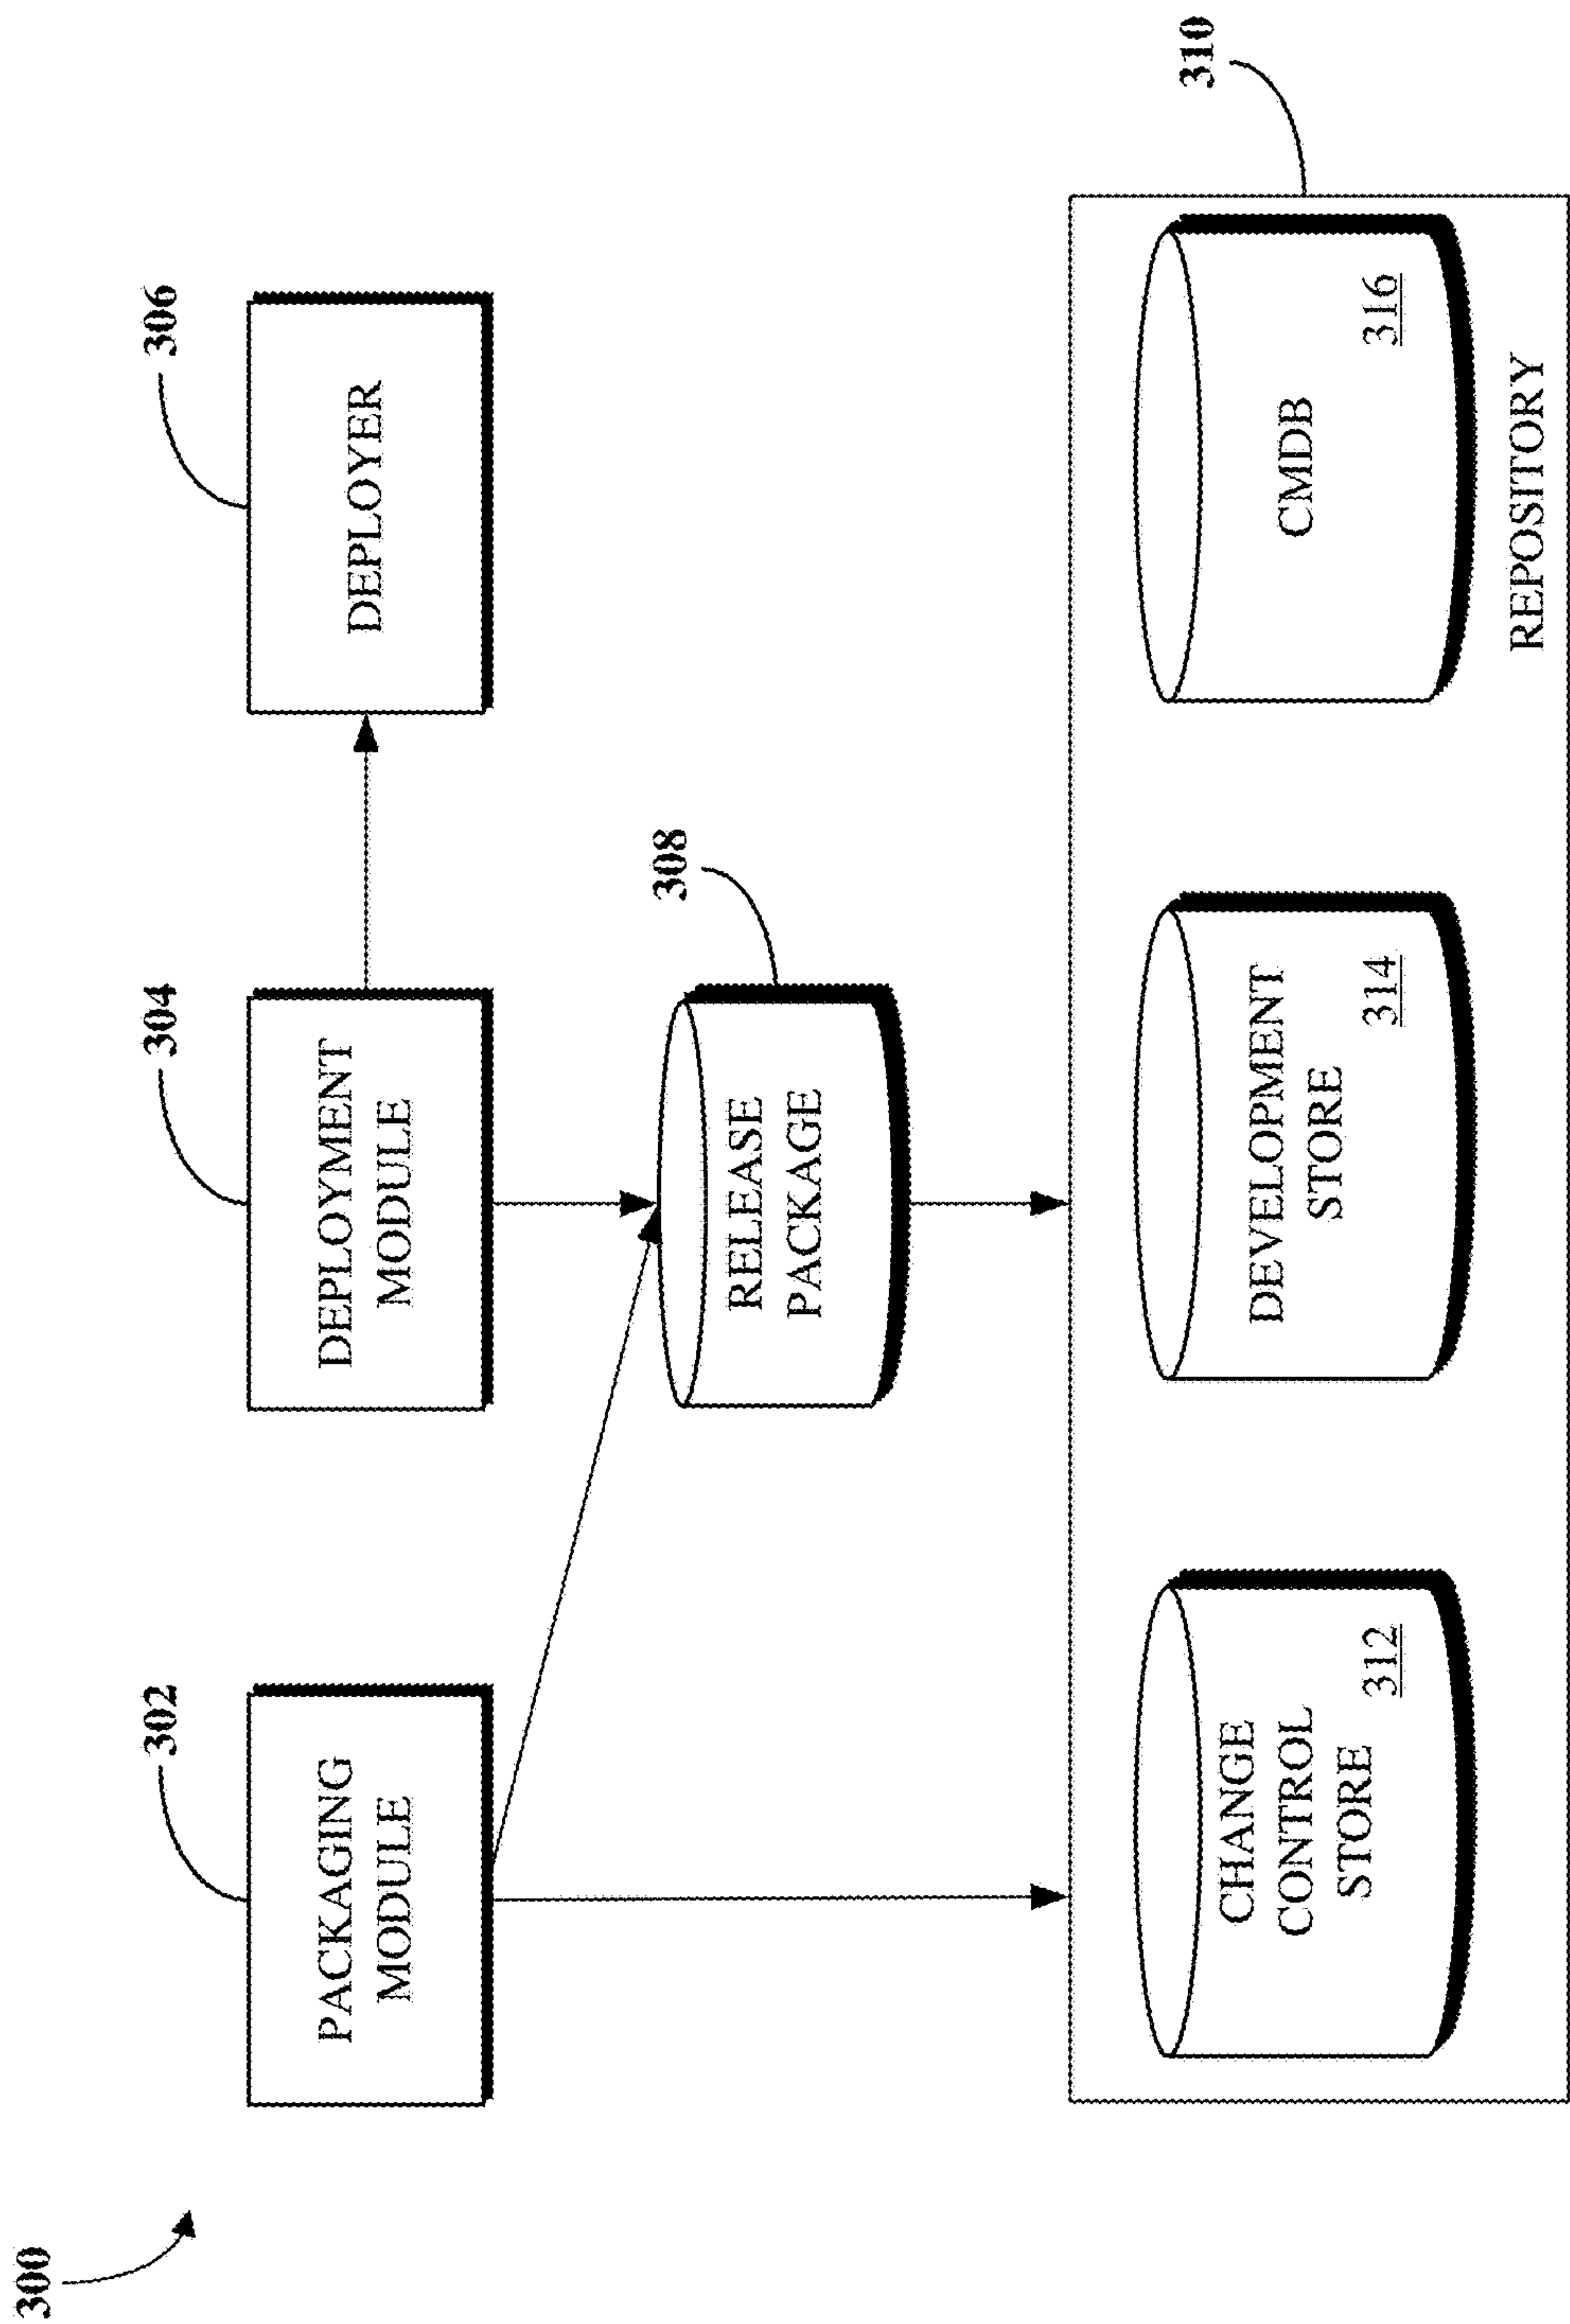 300
302
304
306
PACKAGING
MODULE
DEPLOYMENT
MODULE
DEPLOYER
308
RELEASE
PACKAGE
310
CHANGE
CONTROL
STORE
312
DEVELOPMENT
STORE
314
CMDB
316
REPOSITORY